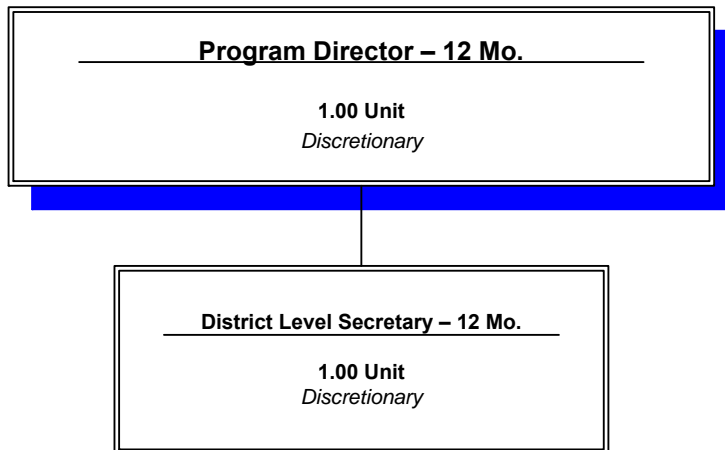 Program Director – 12 Mo.
1.00 Unit
Discretionary
District Level Secretary – 12 Mo.
1.00 Unit
Discretionary